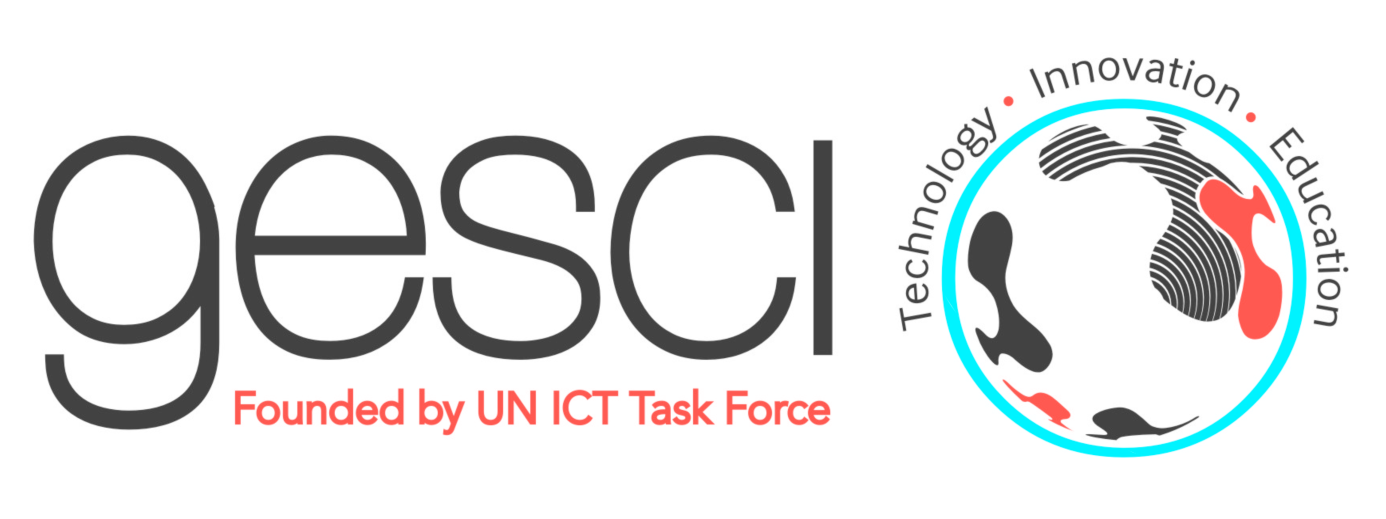 gesci
Founded by UN ICT Task Force
Technology • Innovation • Education